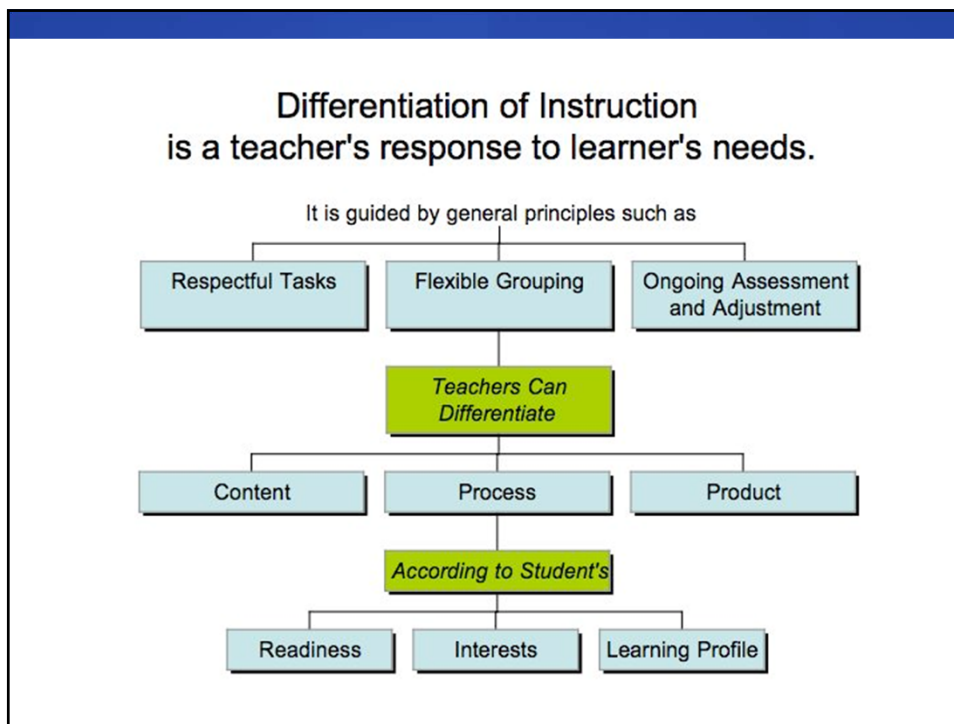 Differentiation of Instruction
is a teacher's response to learner's needs.
It is guided by general principles such as
Respectful Tasks
Flexible Grouping
Ongoing Assessment
and Adjustment
Teachers Can
Differentiate
Content
Process
Product
According to Student's
Readiness
Interests
Learning Profile